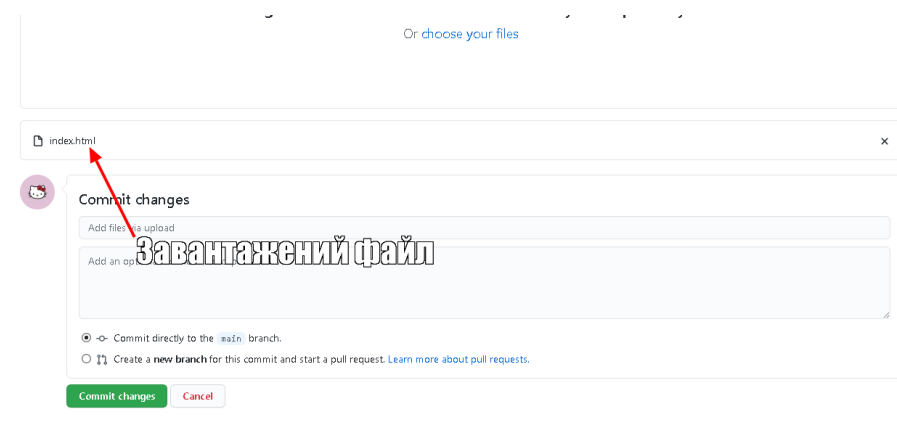 Or choose your files
index.html
Commit changes
Add files via upload
Завантажений файл
Add an
Commit directly to the main branch.
Create a new branch for this commit and start a pull request. Learn more about pull requests.
Commit changes Cancel